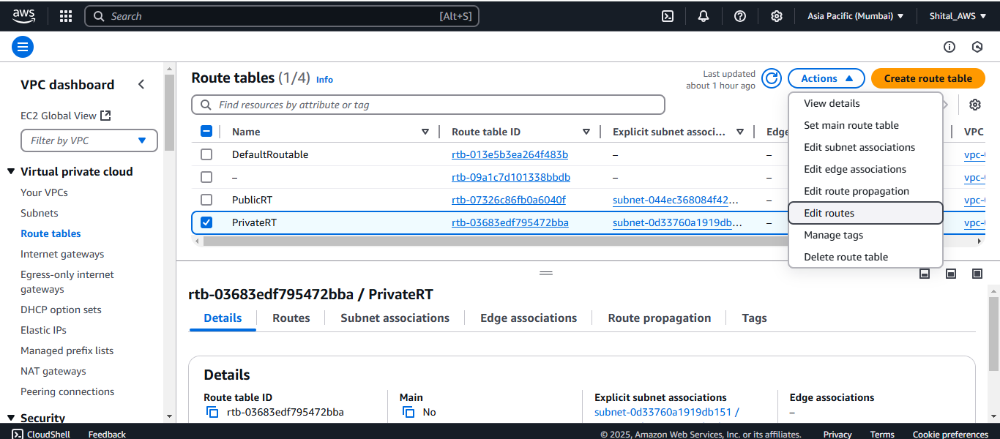 aws
Search [Alt+S]
Asia Pacific (Mumbai) Shital_AWS
VPC dashboard
EC2 Global View
Filter by VPC
Virtual private cloud
Your VPCs
Subnets
Route tables
Internet gateways
Egress-only internet
gateways
DHCP option sets
Elastic IPs
Managed prefix lists
NAT gateways
Peering connections
Security
Route tables (1/4) Info
Last updated
about 1 hour ago
Actions
Create route table
Find resources by attribute or tag
View details
Set main route table
Edit subnet associations
Edit edge associations
Edit route propagation
Edit routes
Manage tags
Delete route table
Name Route table ID Explicit subnet associ... Edge VPC
DefaultRoutable rtb-013e5b3ea264f483b – – vpc-
– rtb-09a1c7d101338bbdb – – vpc-
PublicRT rtb-07326c86fb0a6040f subnet-044ec368084f42... – vpc-
PrivateRT rtb-03683edf795472bba subnet-0d33760a1919db... – vpc-
rtb-03683edf795472bba / PrivateRT
Details Routes Subnet associations Edge associations Route propagation Tags
Details
Route table ID
rtb-03683edf795472bba
Main
No
Explicit subnet associations
subnet-0d33760a1919db151 /
Edge associations
–
CloudShell Feedback © 2025, Amazon Web Services, Inc. or its affiliates. Privacy Terms Cookie preferences